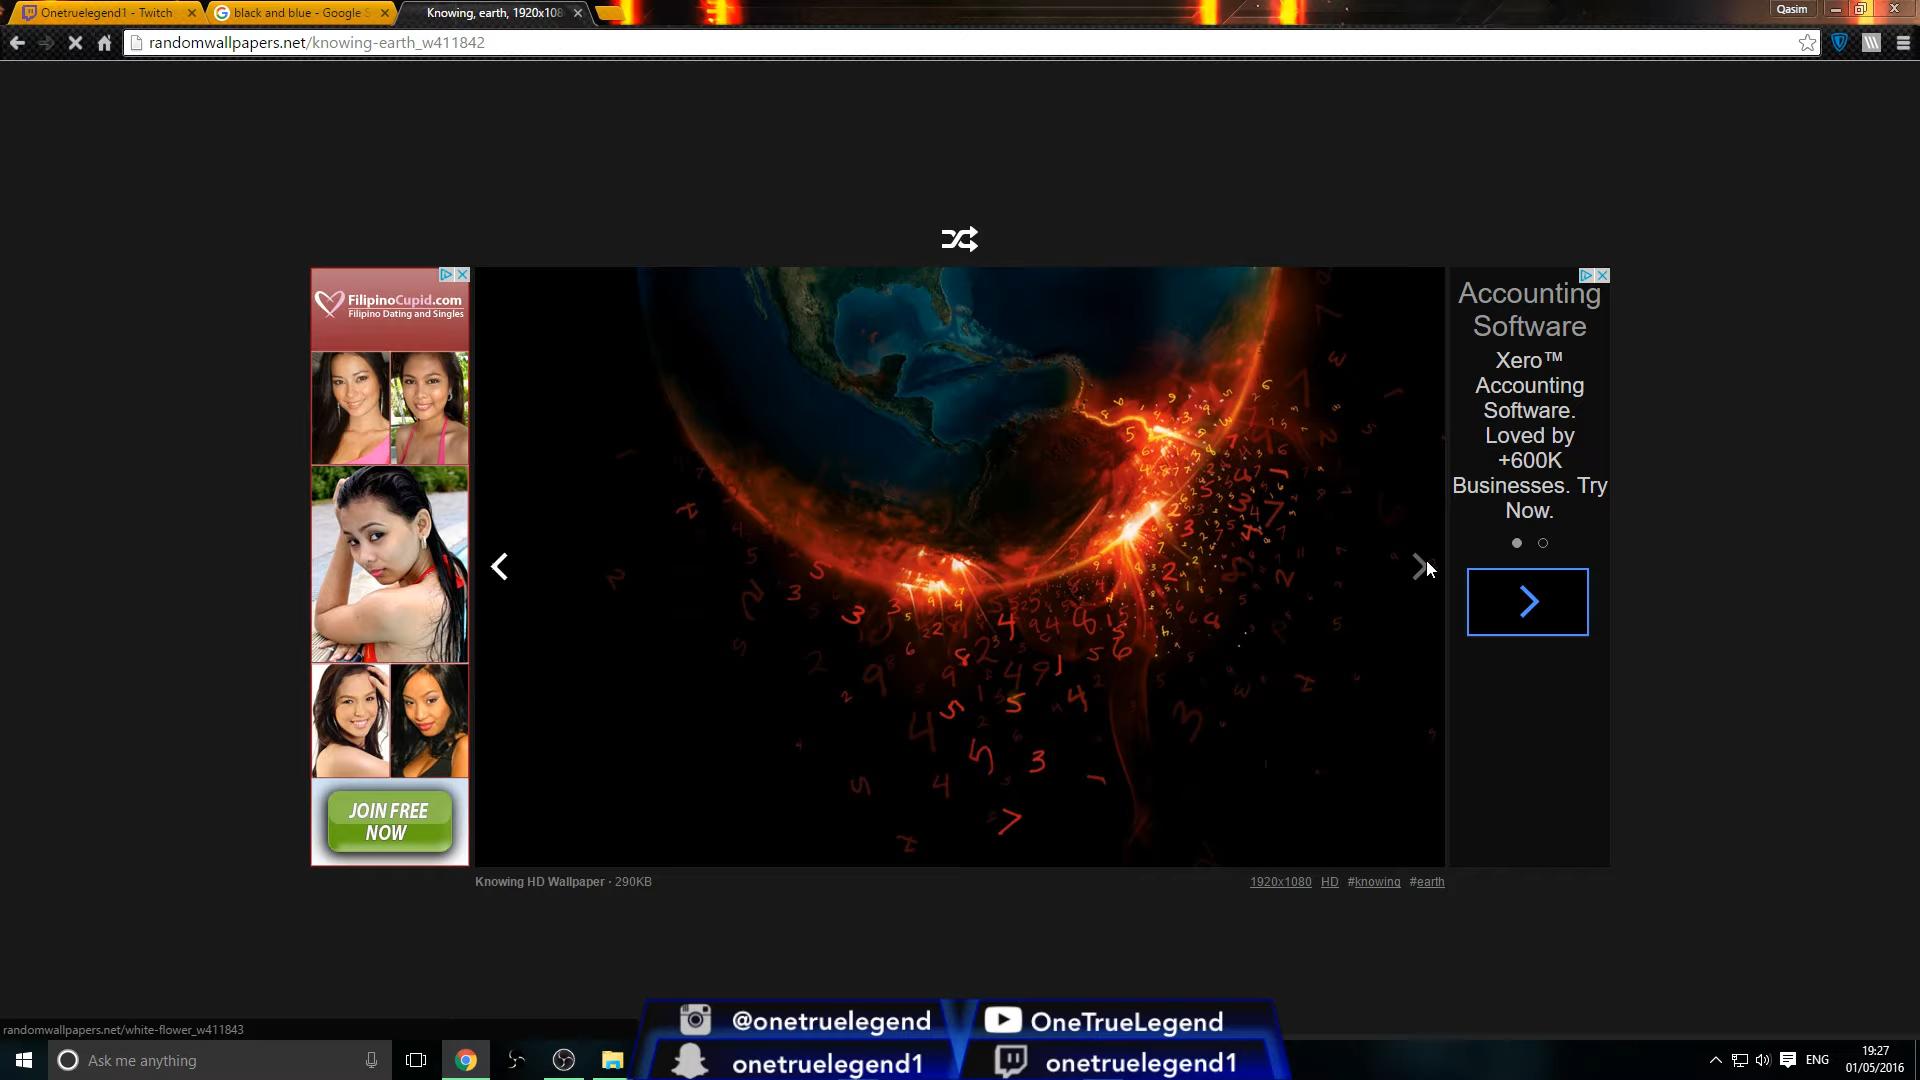 Onetruelegend1 - Twitch
black and blue - Google S
Knowing, earth, 1920x108
Qasim
randomwallpapers.net/knowing-earth_w411842
FilipinoCupid.com
Filipino Dating and Singles
JOIN FREE
NOW
Accounting
Software
Xero™
Accounting
Software.
Loved by
+600K
Businesses. Try
Now.
Knowing HD Wallpaper · 290KB
1920x1080 HD #knowing #earth
randomwallpapers.net/white-flower_w411843
@onetruelegend
OneTrueLegend
onetruelegend1
onetruelegend1
Ask me anything
ENG
19:27
01/05/2016